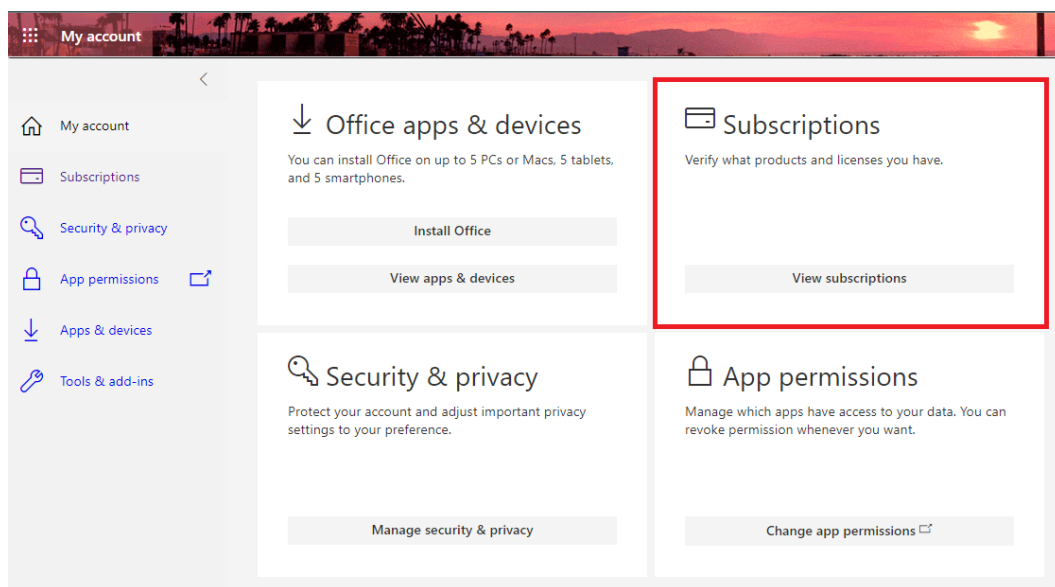 My account
My account
Subscriptions
Security & privacy
App permissions
Apps & devices
Tools & add-ins
Office apps & devices
You can install Office on up to 5 PCs or Macs, 5 tablets,
and 5 smartphones.
Install Office
View apps & devices
Subscriptions
Verify what products and licenses you have.
View subscriptions
Security & privacy
Protect your account and adjust important privacy
settings to your preference.
Manage security & privacy
App permissions
Manage which apps have access to your data. You can
revoke permission whenever you want.
Change app permissions